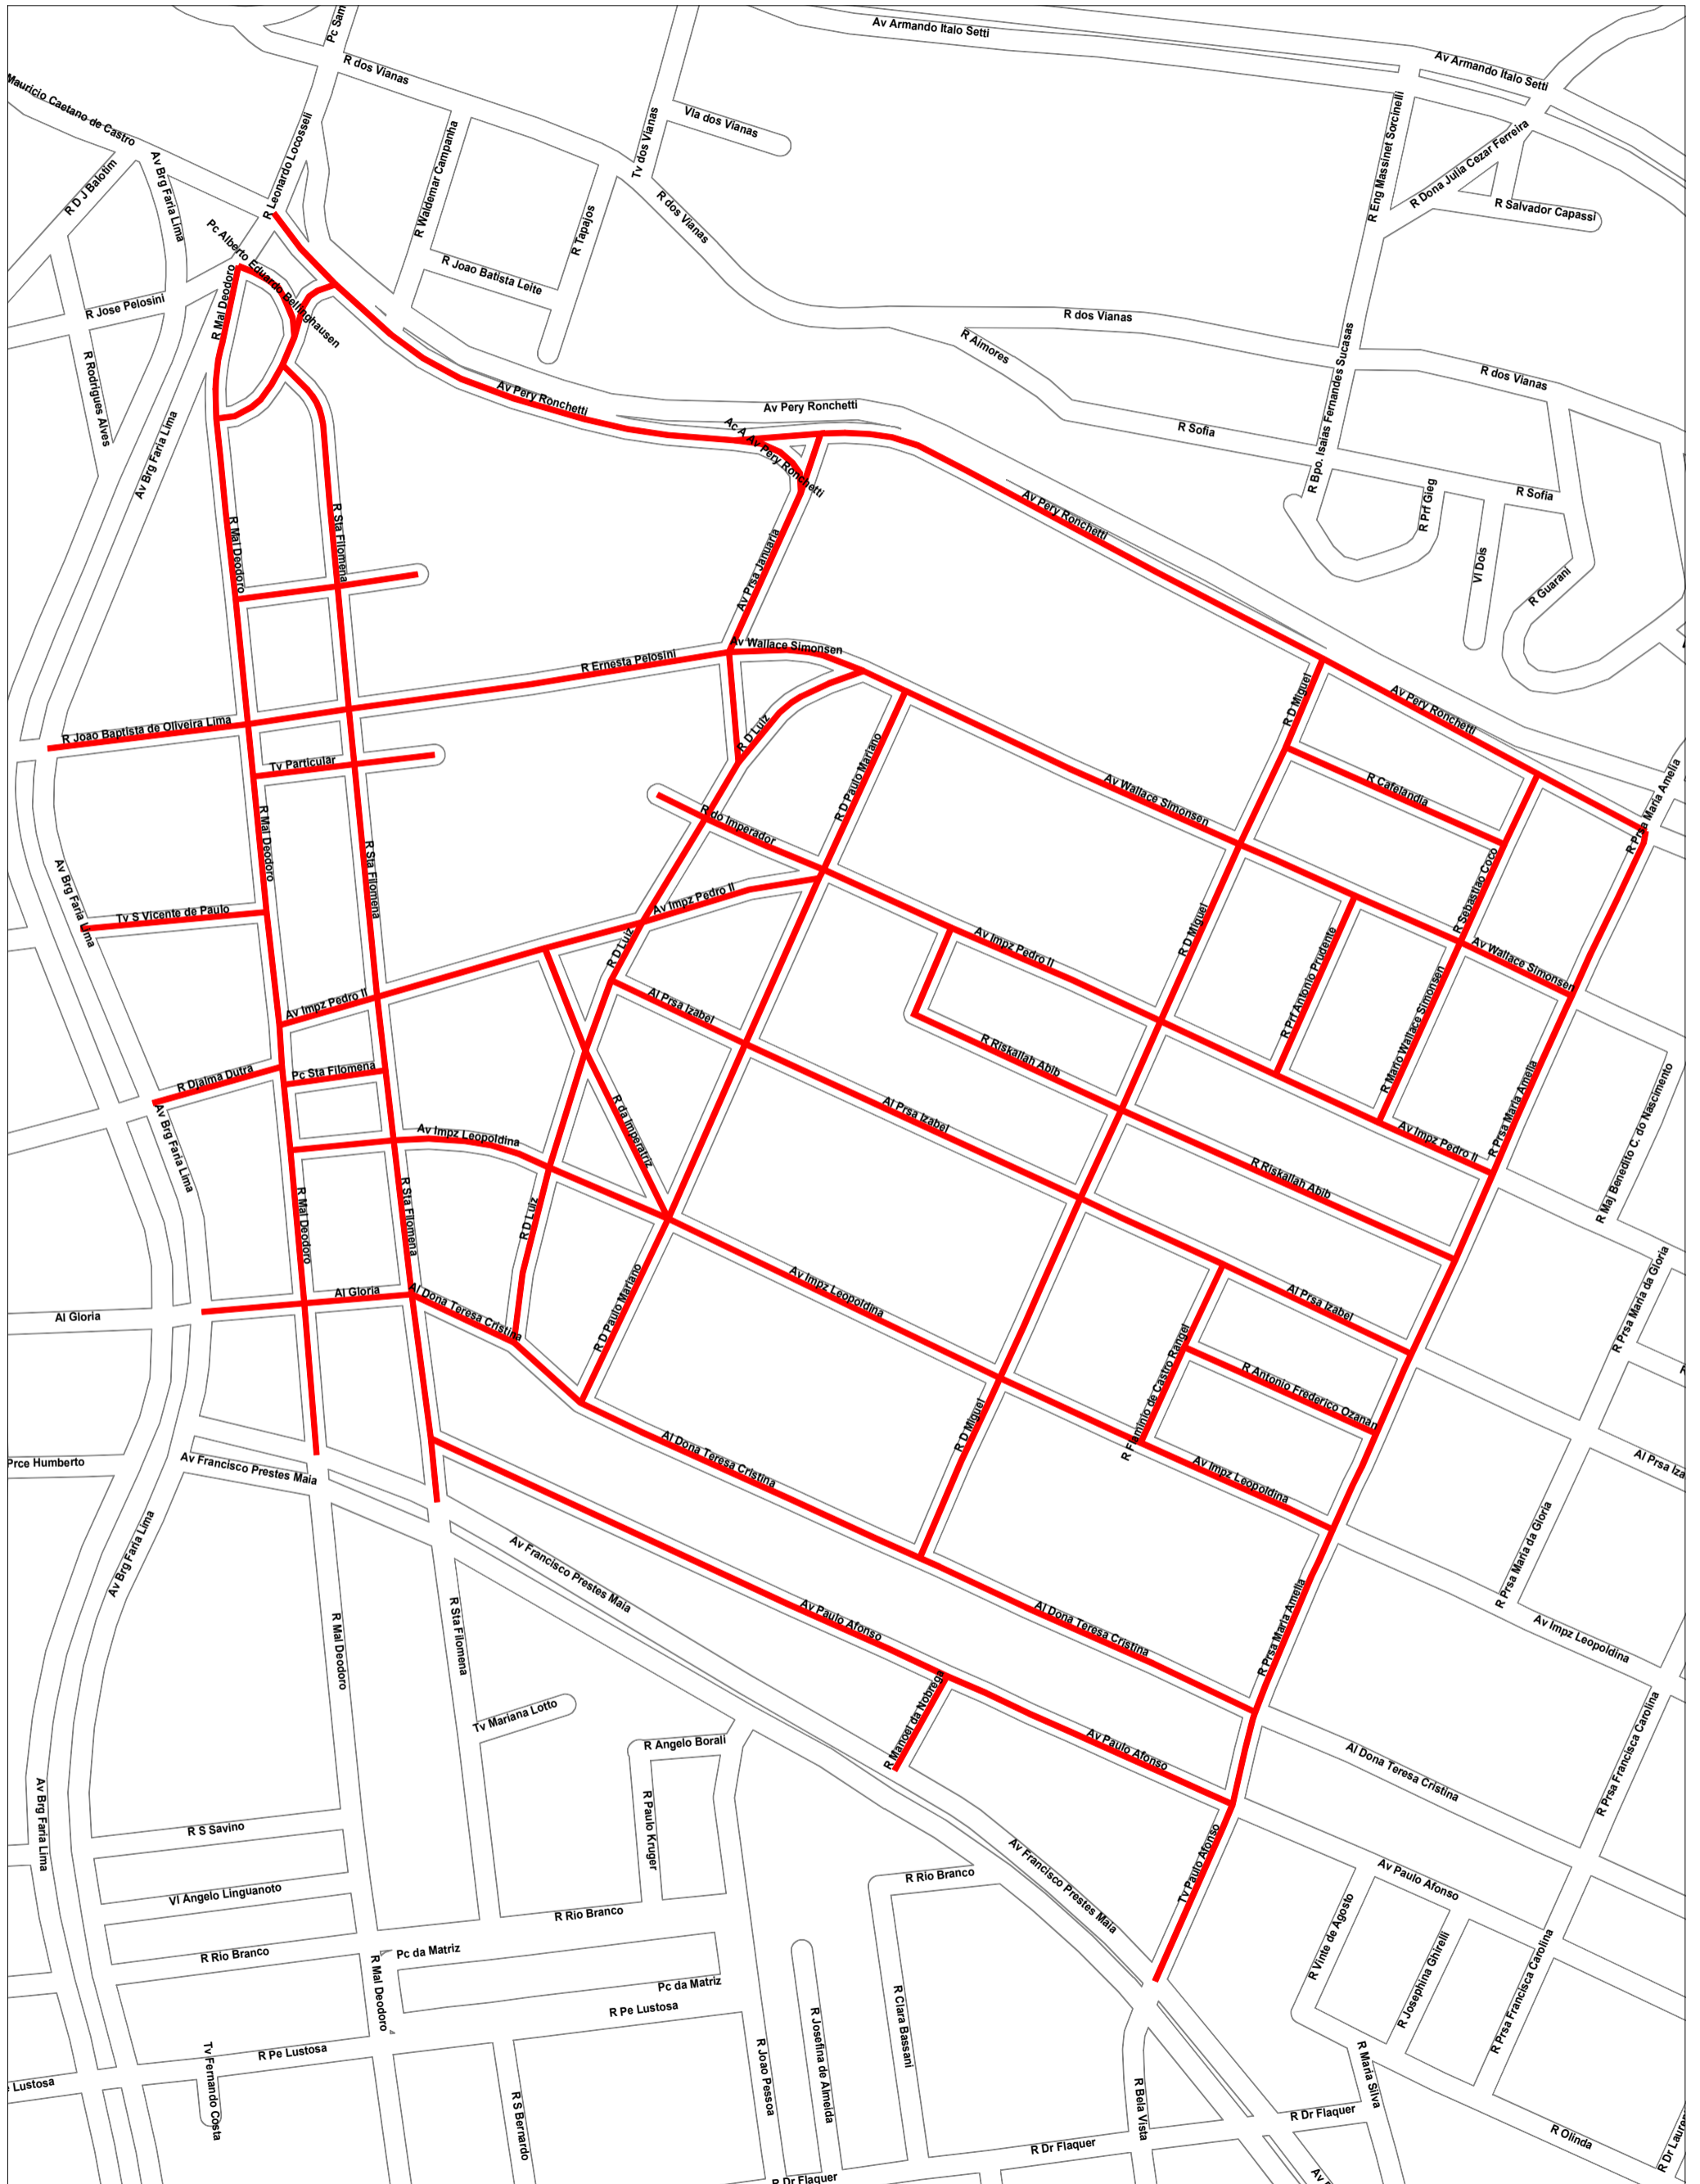 Pc Sam
Av Armando Italo Setti
Av Armando Italo Setti
R dos Vianas
Mauricio Caetano de Castro
R Leonardo Locosseli
R Waldemar Campanha
Tv dos Vianas
Via dos Vianas
R Eng Massinet Sorcinelli
R Dona Julia Cezar Ferreira
R Salvador Capassi
R D J Balotim
Av Brg Faria Lima
R dos Vianas
R Tapajos
Pc Alberto Eduardo Bellinghausen
R Joao Batista Leite
R Jose Pelosini
R Mal Deodoro
R dos Vianas
R Aimores
R Bpo. Isaias Fernandes Sucasas
R dos Vianas
R Rodrigues Alves
Av Pery Ronchetti
Av Pery Ronchetti
Ac A Av Pery Ronchetti
R Sofia
Av Brg Faria Lima
Av Pery Ronchetti
R Prf Gieg
R Sofia
R Mal Deodoro
R Sta Filomena
Av Prsa Januaria
Vl Dois
R Guarani
Av Wallace Simonsen
R Ernesta Pelosini
R D Miguel
Av Pery Ronchetti
R Joao Baptista de Oliveira Lima
R D Luiz
R D Paulo Mariano
Tv Particular
Av Wallace Simonsen
R Cafelandia
R Prsa Maria Amelia
R do Imperador
R Mal Deodoro
R Sta Filomena
Av Brg Faria Lima
R Sebastiao Coco
Av Impz Pedro II
Tv S Vicente de Paulo
R D Luiz
Av Impz Pedro II
R D Miguel
R Prf Antonio Prudente
Av Wallace Simonsen
R Mario Wallace Simonsen
Al Prsa Izabel
Av Impz Pedro II
R Riskallah Abib
R Djalma Dutra
Pc Sta Filomena
R da Imperatriz
Al Prsa Izabel
R Prsa Maria Amelia
R Maj Benedito C. do Nascimento
Av Brg Faria Lima
Av Impz Leopoldina
Av Impz Pedro II
R Riskallah Abib
R Mal Deodoro
R Sta Filomena
R D Luiz
Al Gloria
Al Gloria
Al Dona Teresa Cristina
R D Paulo Mariano
Av Impz Leopoldina
Al Prsa Izabel
R Prsa Maria da Gloria
R Flaminio de Castro Rangel
R Antonio Frederico Ozanan
R D Miguel
Prce Humberto
Av Francisco Prestes Maia
Al Dona Teresa Cristina
Av Impz Leopoldina
Al Prsa Iza
Av Brg Faria Lima
Av Francisco Prestes Maia
R Prsa Maria da Gloria
R Mal Deodoro
R Sta Filomena
Av Paulo Afonso
Al Dona Teresa Cristina
R Prsa Maria Amelia
Av Impz Leopoldina
Tv Mariana Lotto
R Manoel da Nobrega
R Angelo Borali
Av Paulo Afonso
Al Dona Teresa Cristina
R Prsa Francisca Carolina
Av Brg Faria Lima
R Paulo Kruger
R S Savino
Av Francisco Prestes Maia
Tv Paulo Afonso
R Rio Branco
Av Paulo Afonso
Vl Angelo Linguanoto
R Rio Branco
R Vinte de Agosto
R Josephina Ghirelli
R Prsa Francisca Carolina
R Rio Branco
Pc da Matriz
R Mal Deodoro
Pc da Matriz
R Pe Lustosa
R Clara Bassani
R Josefina de Almeida
R Joao Pessoa
R Pe Lustosa
Tv Fernando Costa
Lustosa
R S Bernardo
R Bela Vista
R Maria Silva
R Dr Flaquer
R Olinda
R Dr Flaquer
R Dr Flaquer
R Dr Lauren